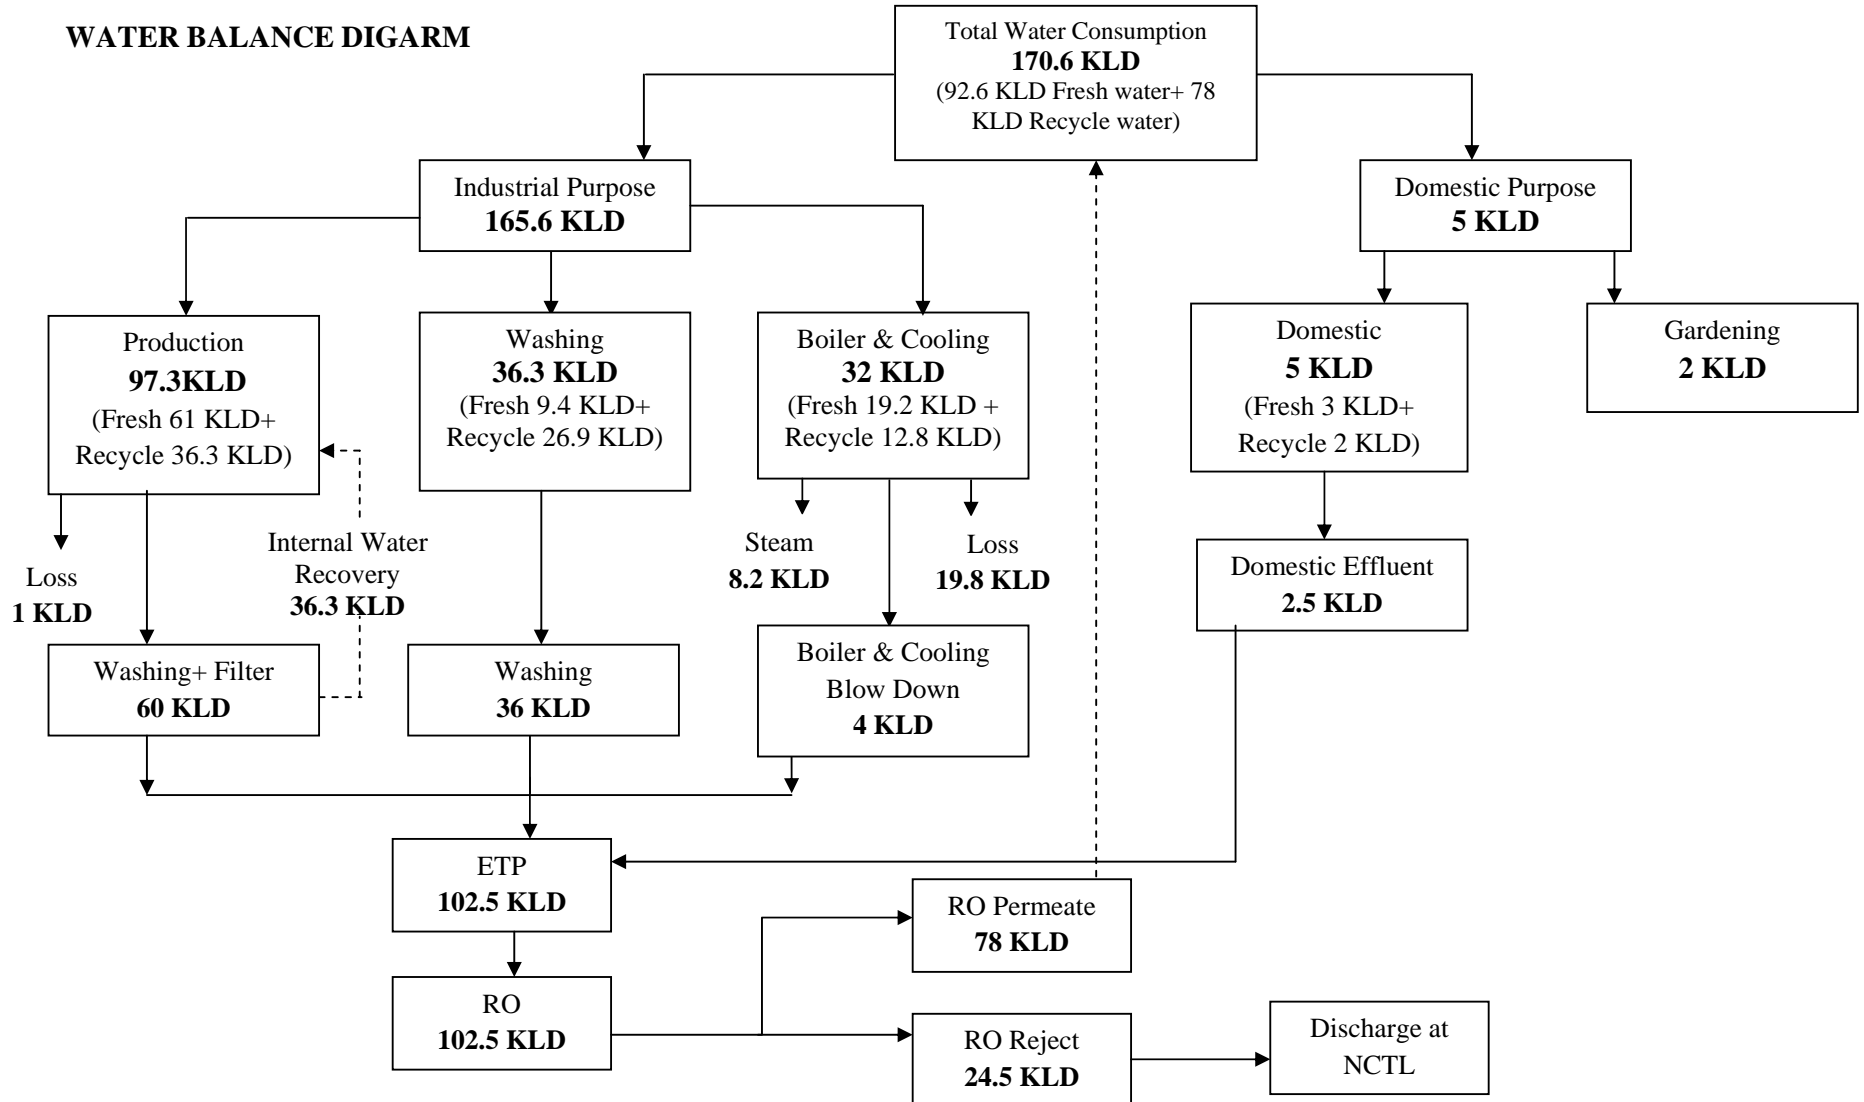 WATER BALANCE DIGARM
Total Water Consumption
170.6 KLD
(92.6 KLD Fresh water+ 78
KLD Recycle water)
Industrial Purpose
165.6 KLD
Domestic Purpose
5 KLD
Production
97.3KLD
(Fresh 61 KLD+
Recycle 36.3 KLD)
Washing
36.3 KLD
(Fresh 9.4 KLD+
Recycle 26.9 KLD)
Boiler & Cooling
32 KLD
(Fresh 19.2 KLD +
Recycle 12.8 KLD)
Domestic
5 KLD
(Fresh 3 KLD+
Recycle 2 KLD)
Gardening
2 KLD
Loss
1 KLD
Internal Water
Recovery
36.3 KLD
Steam
8.2 KLD
Loss
19.8 KLD
Domestic Effluent
2.5 KLD
Washing+ Filter
60 KLD
Washing
36 KLD
Boiler & Cooling
Blow Down
4 KLD
ETP
102.5 KLD
RO Permeate
78 KLD
RO
102.5 KLD
RO Reject
24.5 KLD
Discharge at
NCTL